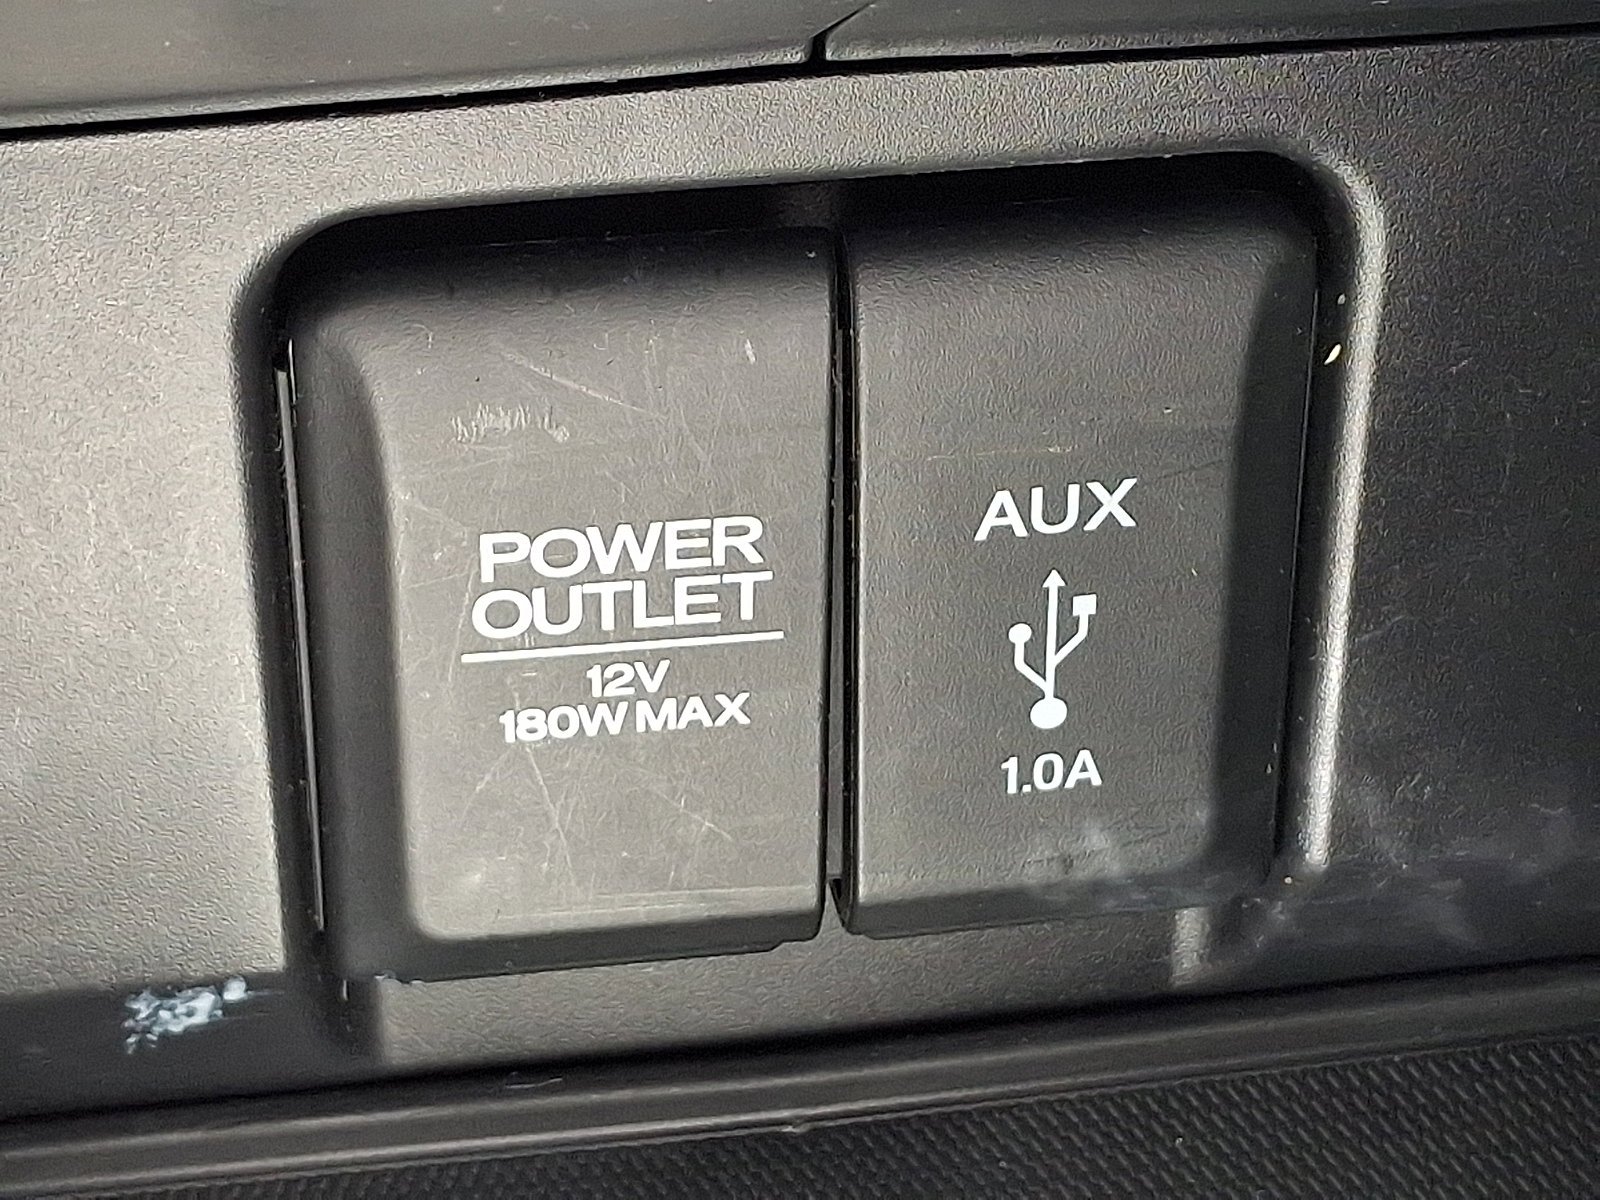 POWER
OUTLET
12V
180W MAX
AUX
1.0A